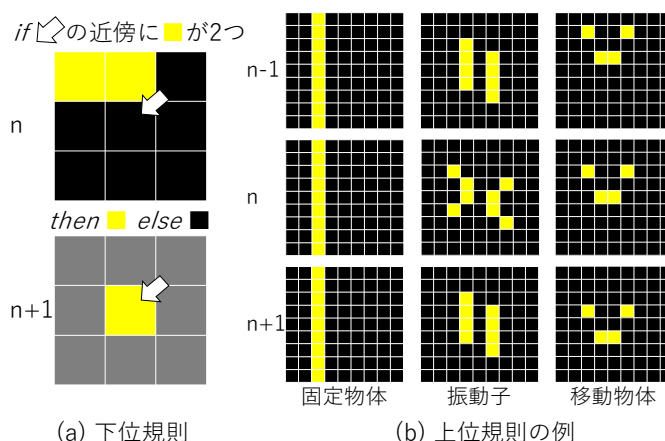 if の近傍に が2つ
n
then else
n+1
(a) 下位規則
n-1
n
n+1
固定物体 振動子 移動物体
(b) 上位規則の例